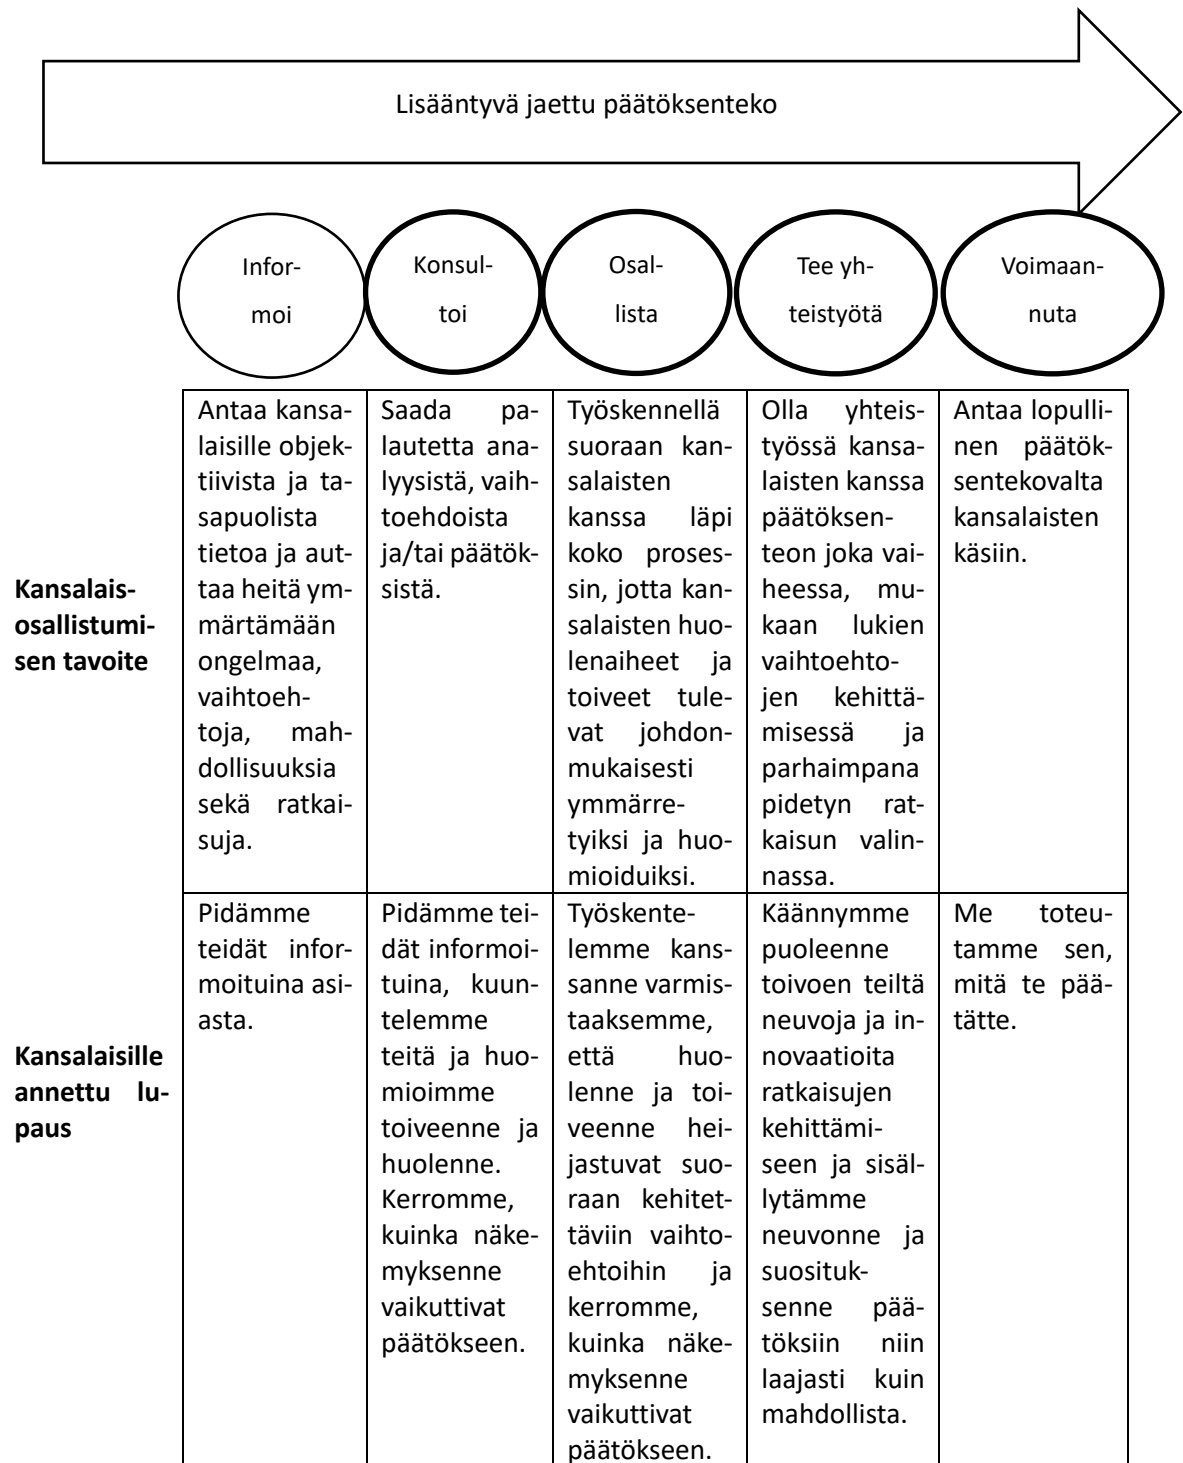 Lisääntyvä jaettu päätöksenteko
Infor-
moi
Konsul-
toi
Osal-
lista
Tee yh-
teistyötä
Voimaan-
nuta
Kansalais-
osallistumi-
sen tavoite
Antaa kansa-
laisille objek-
tiivista ja ta-
sapuolista
tietoa ja aut-
taa heitä ym-
märtämään
ongelmaa,
vaihtoeh-
toja, mah-
dollisuuksia
sekä ratkai-
suja.
Saada pa-
lautetta ana-
lyysistä, vaih-
toehdoista
ja/tai päätök-
sistä.
Työskennellä
suoraan kan-
salaisten
kanssa läpi
koko proses-
sin, jotta kan-
salaisten huo-
lenaiheet ja
toiveet tule-
vat johdon-
mukaisesti
ymmärre-
tyiksi ja huo-
mioiduiksi.
Olla yhteis-
työssä kansa-
laisten kanssa
päätöksen-
teon joka vai-
heessa, mu-
kaan lukien
vaihtoehto-
jen kehittä-
misessä ja
parhaimpana
pidetyn rat-
kaisun valin-
nassa.
Antaa lopulli-
nen päätök-
sentekovalta
kansalaisten
käsiin.
Kansalaisille
annettu lu-
paus
Pidämme
teidät infor-
moituina asi-
asta.
Pidämme tei-
dät informoi-
tuina, kuun-
telemme
teitä ja huo-
mioimme
toiveenne ja
huolenne.
Kerromme,
kuinka näke-
myksenne
vaikuttivat
päätökseen.
Työskente-
lemme kans-
sanne varmis-
taaksemme,
että huo-
lenne ja toi-
veenne hei-
jastuvat suo-
raan kehitet-
täviin vaihto-
ehtoihin ja
kerromme,
kuinka näke-
myksenne
vaikuttivat
päätökseen.
Käännymme
puoleenne
toivoen teiltä
neuvoja ja in-
novaatioita
ratkaisujen
kehittämi-
seen ja sisäl-
lytämme
neuvonne ja
suosituk-
senne pää-
töksiin niin
laajasti kuin
mahdollista.
Me toteu-
tamme sen,
mitä te pää-
tätte.